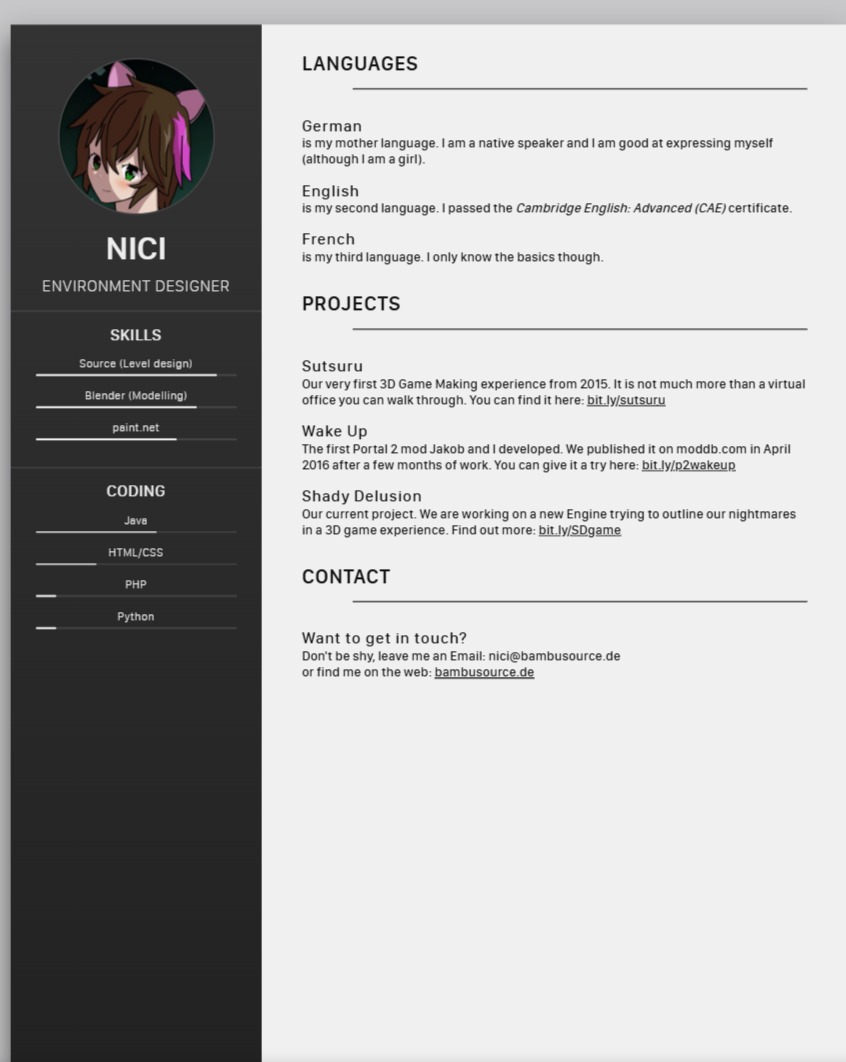 NICI
ENVIRONMENT DESIGNER
SKILLS
Source (Level design)
Blender (Modelling)
paint.net
CODING
Java
HTML/CSS
PHP
Python
LANGUAGES
German
is my mother language. I am a native speaker and I am good at expressing myself
(although I am a girl).
English
is my second language. I passed the Cambridge English: Advanced (CAE) certificate.
French
is my third language. I only know the basics though.
PROJECTS
Sutsuru
Our very first 3D Game Making experience from 2015. It is not much more than a virtual
office you can walk through. You can find it here: bit.ly/sutsuru
Wake Up
The first Portal 2 mod Jakob and I developed. We published it on moddb.com in April
2016 after a few months of work. You can give it a try here: bit.ly/p2wakeup
Shady Delusion
Our current project. We are working on a new Engine trying to outline our nightmares
in a 3D game experience. Find out more: bit.ly/SDgame
CONTACT
Want to get in touch?
Don't be shy, leave me an Email: nici@bambusource.de
or find me on the web: bambusource.de